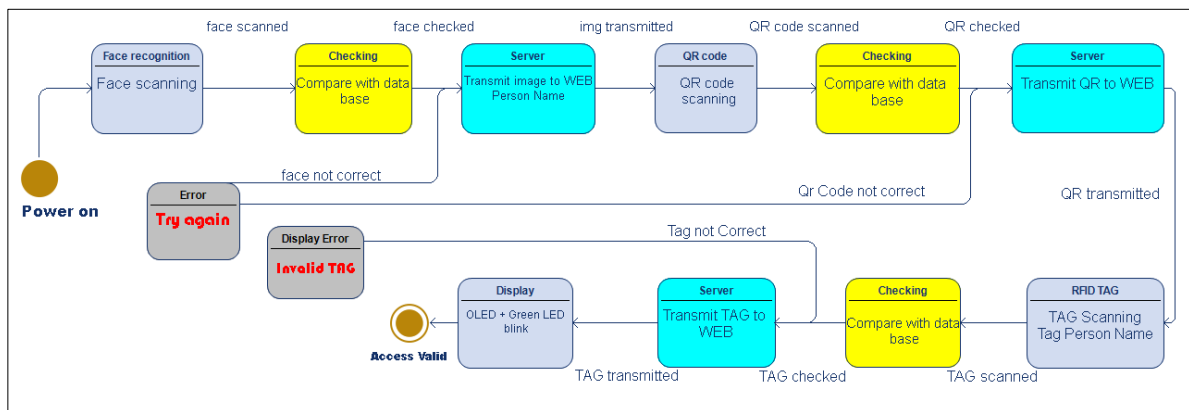 face scanned
face checked
img transmitted
QR code scanned
QR checked
Face recognition
Face scanning
Checking
Compare with data
base
Server
Transmit image to WEB
Person Name
QR code
QR code
scanning
Checking
Compare with data
base
Server
Transmit QR to WEB
Power on
face not correct
Qr Code not correct
QR transmitted
Error
Try again
Tag not Correct
Display Error
Invalid TAG
Access Valid
Display
OLED + Green LED
blink
Server
Transmit TAG to
WEB
Checking
Compare with data
base
RFID TAG
TAG Scanning
Tag Person Name
TAG transmitted
TAG checked
TAG scanned